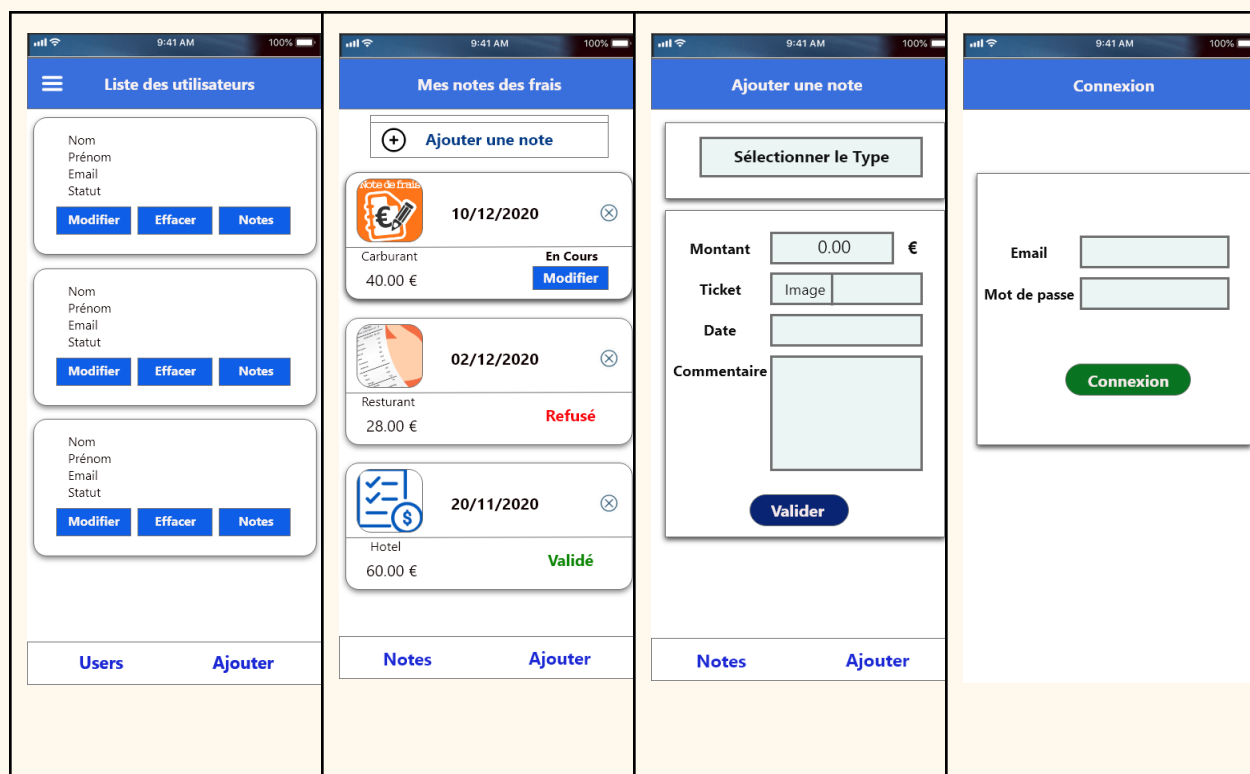 9:41 AM 100%
Liste des utilisateurs
Nom
Prénom
Email
Statut
Modifier Effacer Notes
Nom
Prénom
Email
Statut
Modifier Effacer Notes
Nom
Prénom
Email
Statut
Modifier Effacer Notes
Users Ajouter
9:41 AM 100%
Mes notes des frais
Ajouter une note
Note de frais
€
10/12/2020
Carburant En Cours
40.00 € Modifier
02/12/2020
Resturant
Refusé
28.00 €
$
20/11/2020
Hotel
Validé
60.00 €
Notes Ajouter
9:41 AM 100%
Ajouter une note
Sélectionner le Type
Montant 0.00 €
Ticket Image
Date
Commentaire
Valider
Notes Ajouter
9:41 AM 100%
Connexion
Email
Mot de passe
Connexion